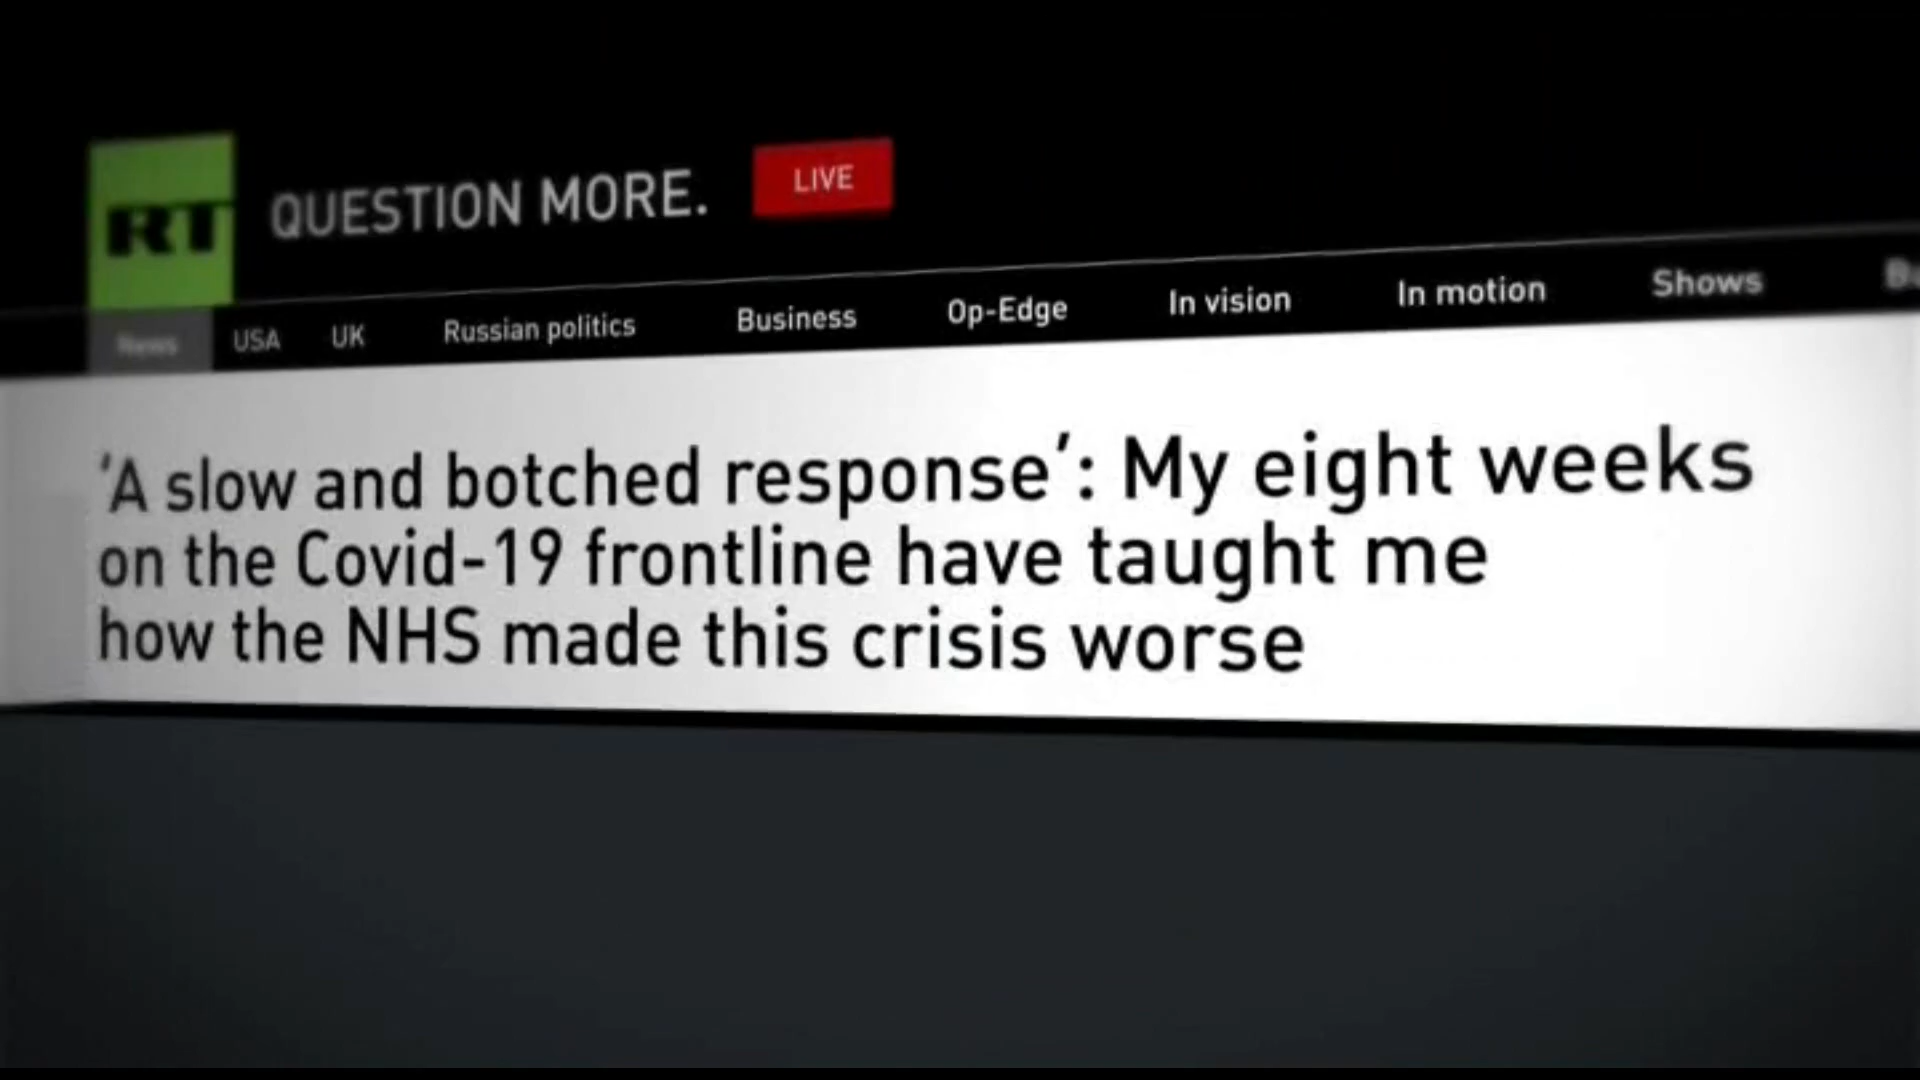 RT
QUESTION MORE.
LIVE
News
USA
UK
Russian politics
Business
Op-Edge
In vision
In motion
Shows
‘A slow and botched response’: My eight weeks
on the Covid-19 frontline have taught me
how the NHS made this crisis worse